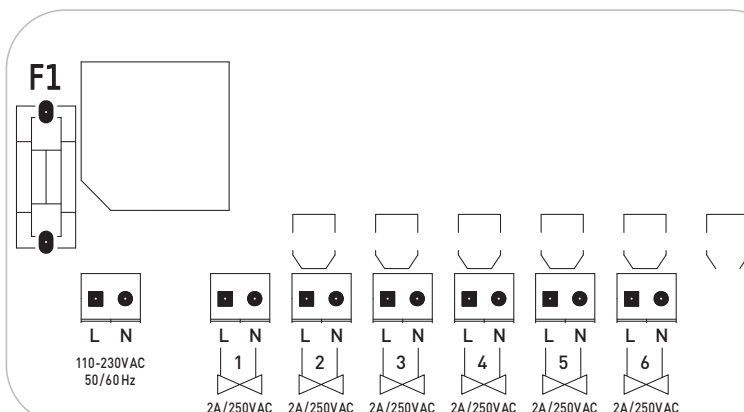 F1
L N L N L N L N L N L N L N
110-230VAC 1 2 3 4 5 6
50/60Hz
2A/250VAC 2A/250VAC 2A/250VAC 2A/250VAC 2A/250VAC 2A/250VAC